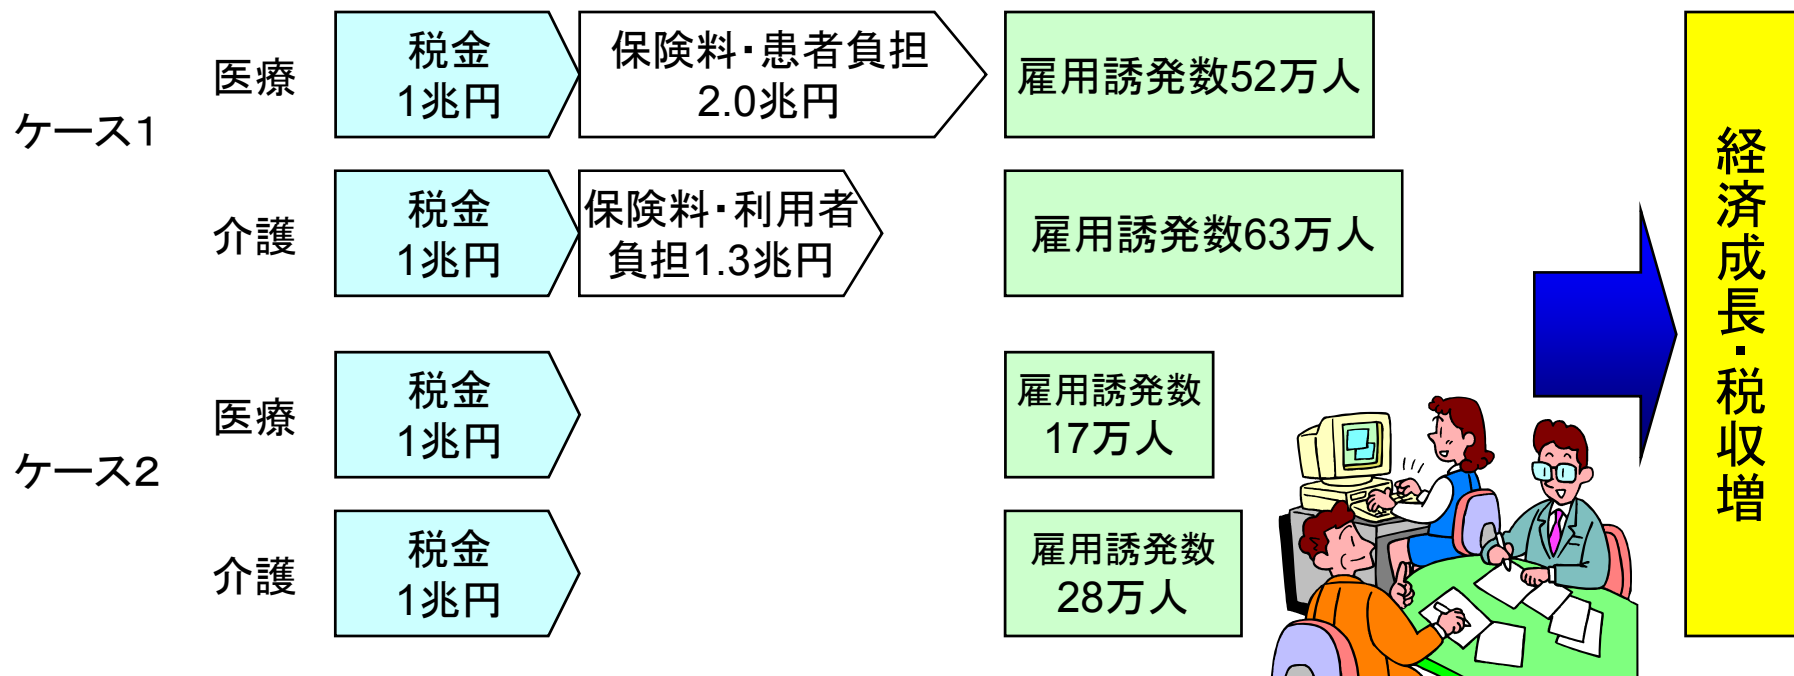 ケース1
医療
税金
1兆円
保険料・患者負担
2.0兆円
雇用誘発数52万人
介護
税金
1兆円
保険料・利用者
負担1.3兆円
雇用誘発数63万人
ケース2
医療
税金
1兆円
雇用誘発数
17万人
介護
税金
1兆円
雇用誘発数
28万人
経済成長・税収増